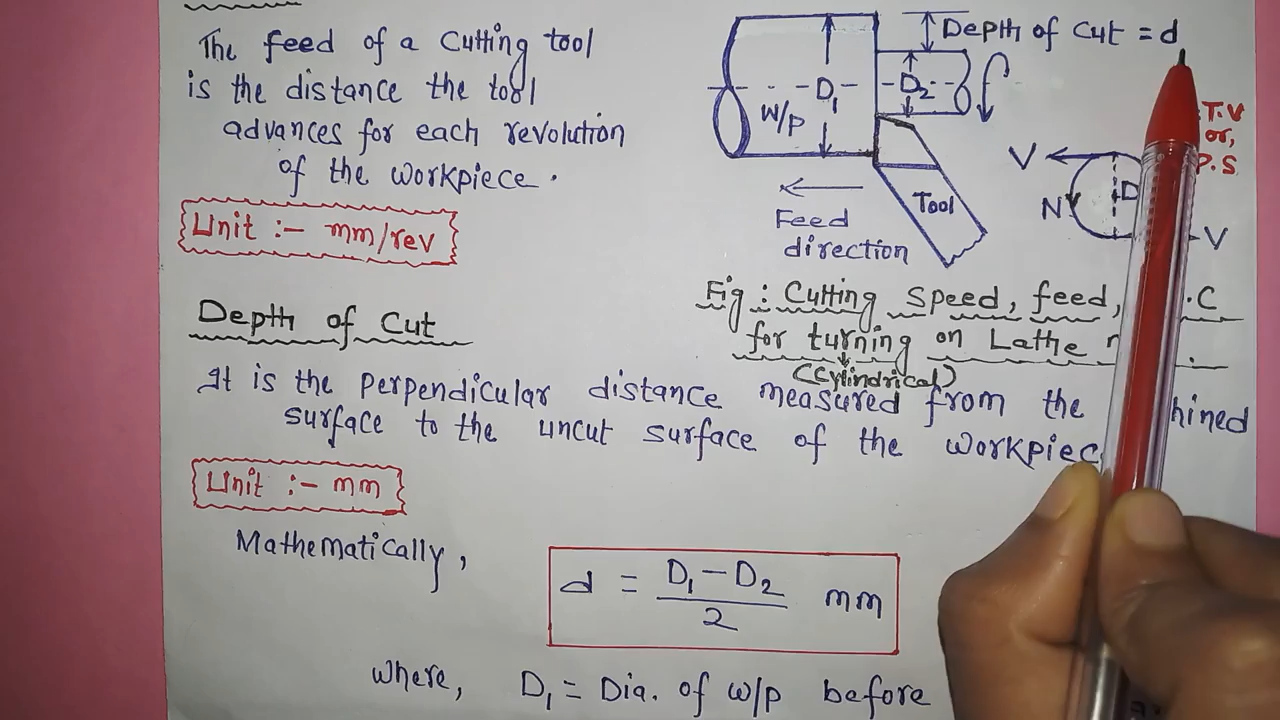 The feed of a Cutting tool
is the distance the tool
advances for each revolution
of the workpiece.
Unit :- mm/rev
Depth of Cut = d
D₁
D₂
W/P
Tool
Feed
direction
V
N
D
V
T.V
or,
P.S
Fig : Cutting Speed, feed, .C
for turning on Lathe
(Cylindrical)
Depth of Cut
It is the perpendicular distance measured from the hined
surface to the uncut surface of the workpiec
Unit :- mm
Mathematically,
d = D₁ - D₂ / 2 mm
where, D₁ = Dia. of w/p before